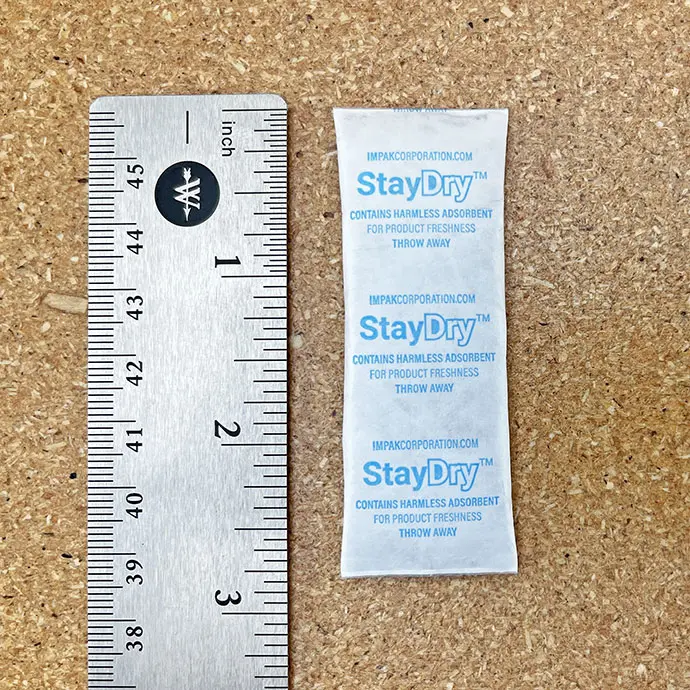 inch
45
44
43
42
41
40
39
38
1
2
3
THROW AWAY
IMPAKCORPORATION.COM
StayDry™
CONTAINS HARMLESS ADSORBENT
FOR PRODUCT FRESHNESS
THROW AWAY
IMPAKCORPORATION.COM
StayDry™
CONTAINS HARMLESS ADSORBENT
FOR PRODUCT FRESHNESS
THROW AWAY
IMPAKCORPORATION.COM
StayDry™
CONTAINS HARMLESS ADSORBENT
FOR PRODUCT FRESHNESS
THROW AWAY